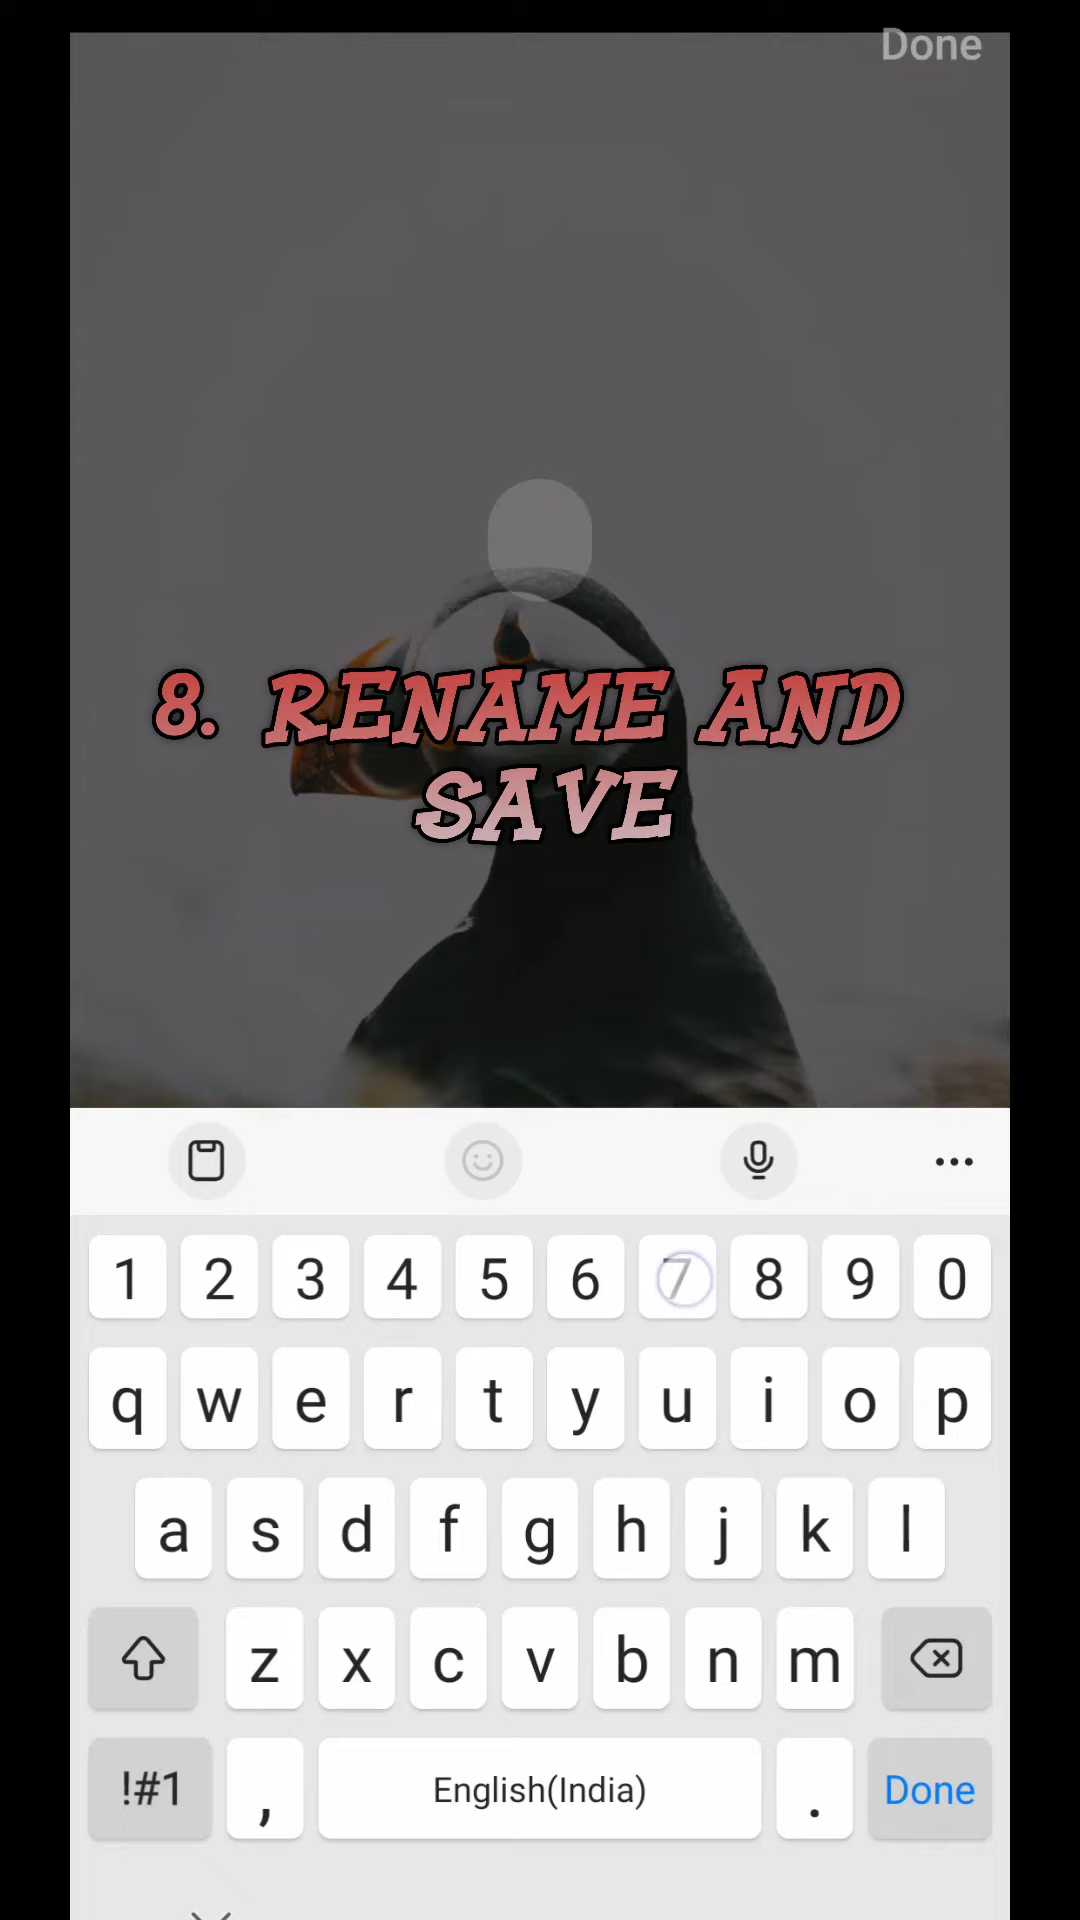 Done
8. RENAME AND
SAVE
1 2 3 4 5 6 7 8 9 0
q w e r t y u i o p
a s d f g h j k l
z x c v b n m
!#1 , English(India) . Done